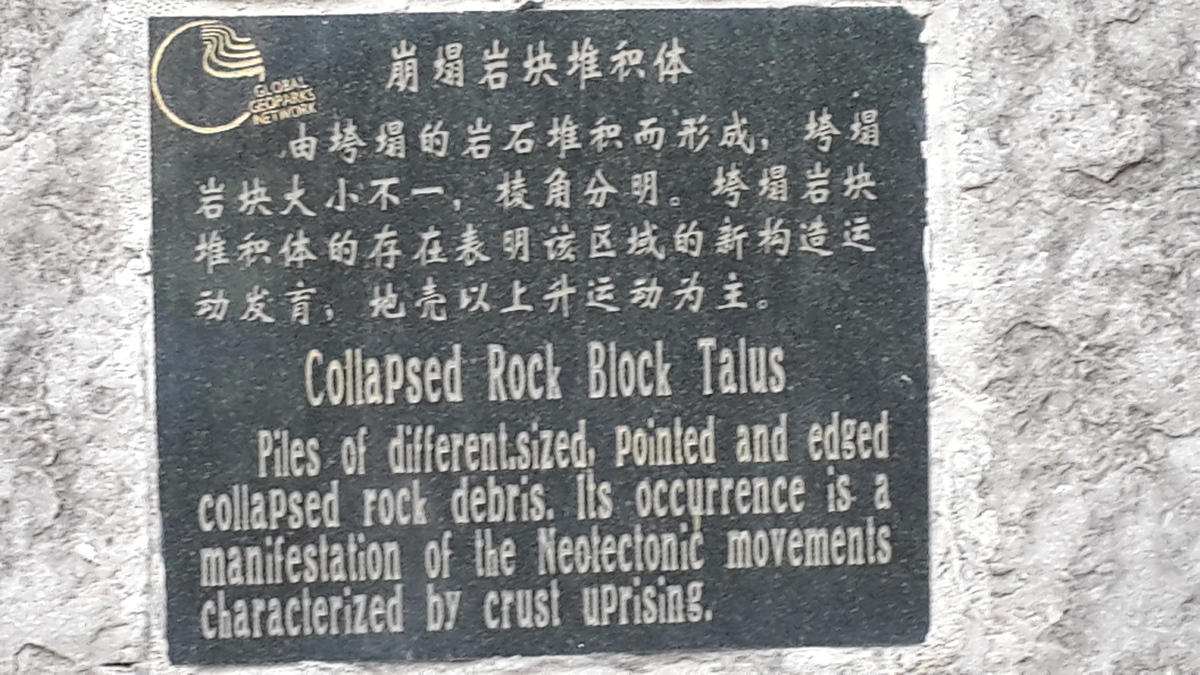 GLOBAL
GEOPARKS
NETWORK
崩塌岩块堆积体
由垮塌的岩石堆积而形成，垮塌
岩块大小不一，棱角分明。垮塌岩块
堆积体的存在表明该区域的新构造运
动发育，地壳以上升运动为主。
Collapsed Rock Block Talus
Piles of different.sized, pointed and edged
collapsed rock debris. Its occurrence is a
manifestation of the Neotectonic movements
characterized by crust uprising.